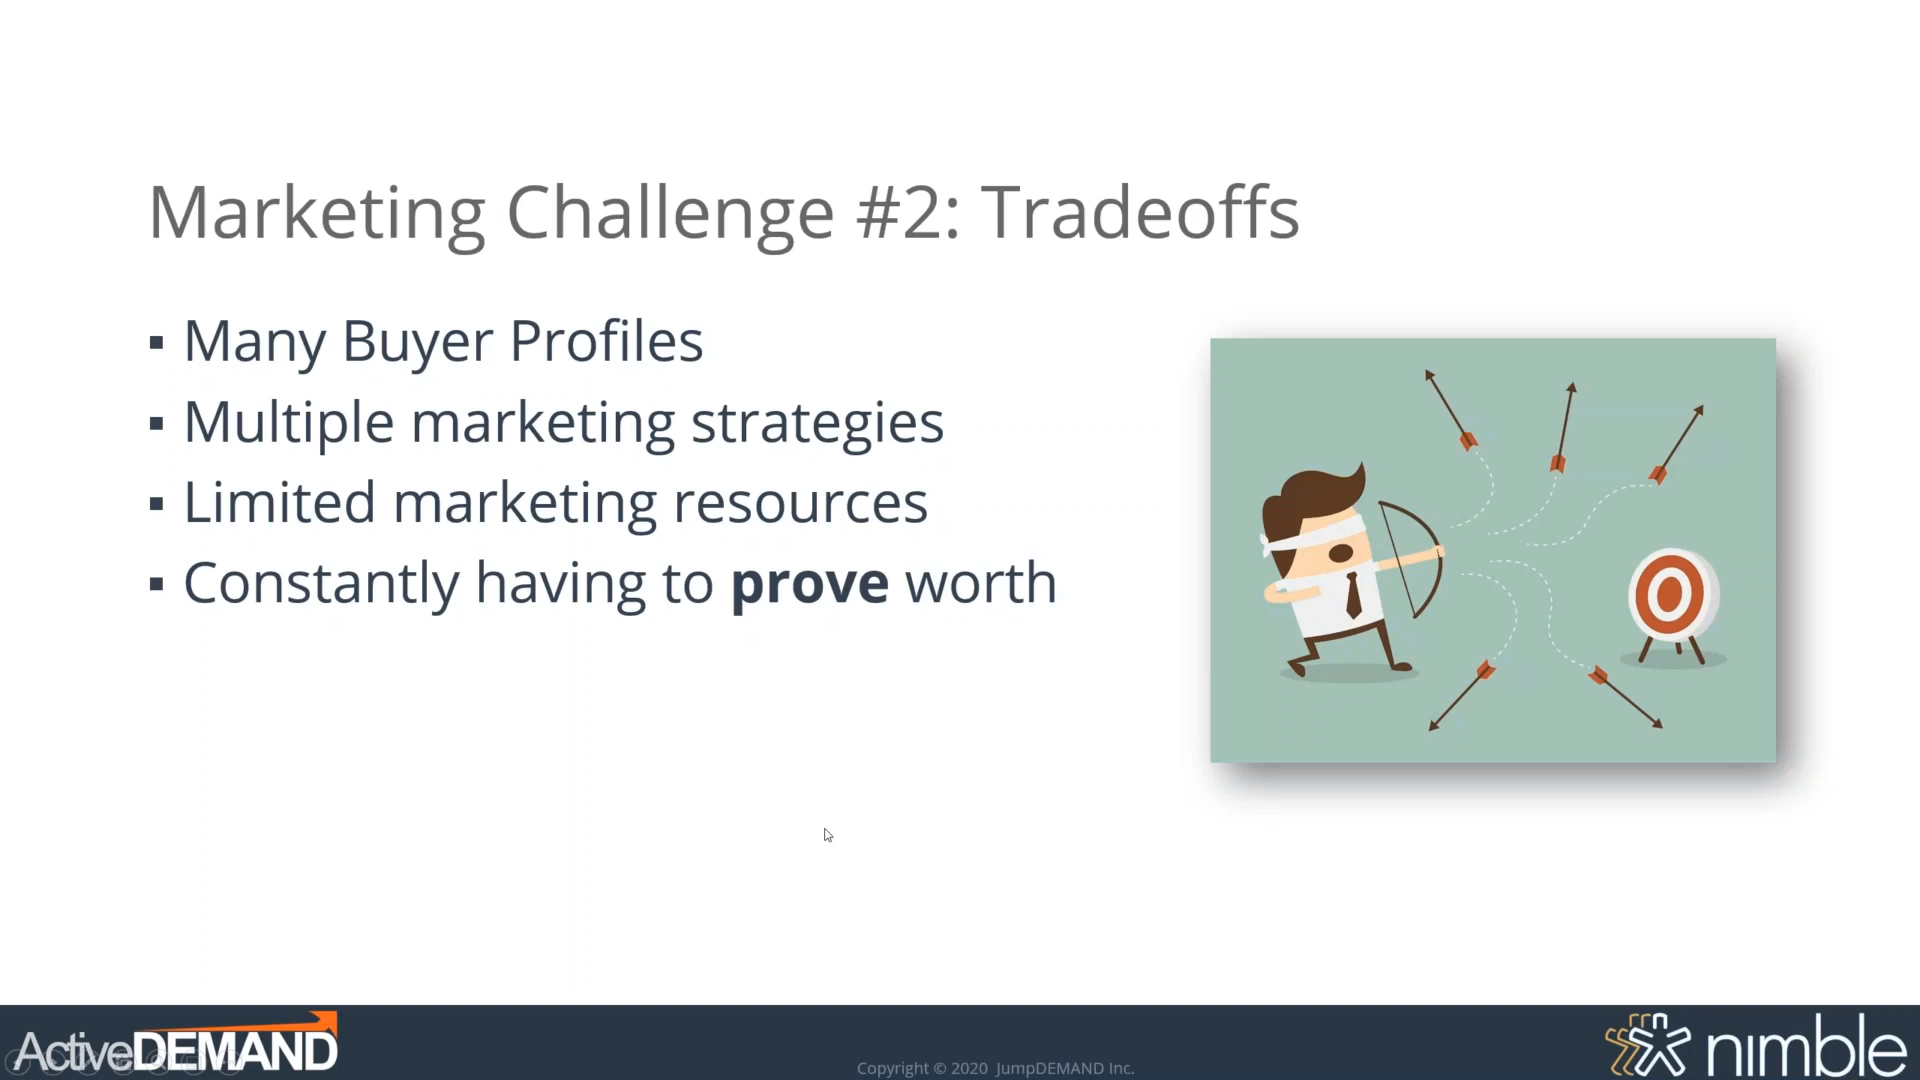 Marketing Challenge #2: Tradeoffs
▪ Many Buyer Profiles
▪ Multiple marketing strategies
▪ Limited marketing resources
▪ Constantly having to prove worth
ActiveDEMAND
Copyright © 2020 JumpDEMAND Inc.
nimble